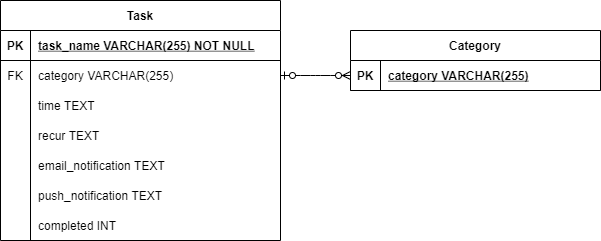 Task
PK task_name VARCHAR(255) NOT NULL
FK category VARCHAR(255)
time TEXT
recur TEXT
email_notification TEXT
push_notification TEXT
completed INT
Category
PK category VARCHAR(255)